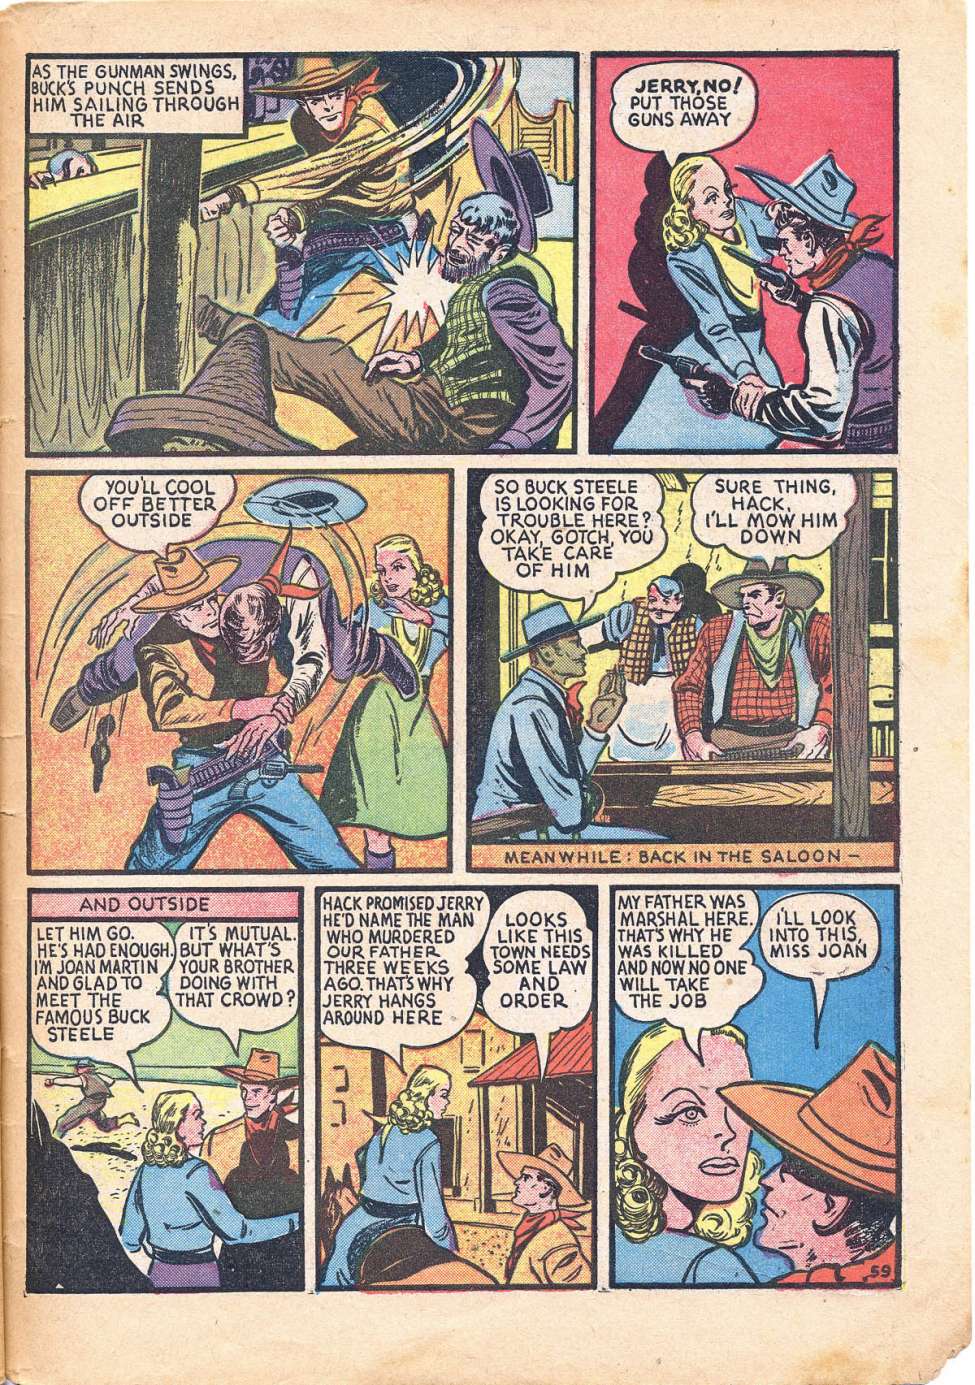 AS THE GUNMAN SWINGS,
BUCK'S PUNCH SENDS
HIM SAILING THROUGH
THE AIR
JERRY, NO!
PUT THOSE
GUNS AWAY
YOU'LL COOL
OFF BETTER
OUTSIDE
SO BUCK STEELE
IS LOOKING FOR
TROUBLE HERE?
OKAY, GOTCH, YOU
TAKE CARE
OF HIM
SURE THING,
HACK,
I'LL MOW HIM
DOWN
MEANWHILE: BACK IN THE SALOON—
AND OUTSIDE
LET HIM GO.
HE'S HAD ENOUGH.
I'M JOAN MARTIN
AND GLAD TO
MEET THE
FAMOUS BUCK
STEELE
IT'S MUTUAL.
BUT WHAT'S
YOUR BROTHER
DOING WITH
THAT CROWD?
HACK PROMISED JERRY
HE'D NAME THE MAN
WHO MURDERED
OUR FATHER
THREE WEEKS
AGO. THAT'S WHY
JERRY HANGS
AROUND HERE
LOOKS
LIKE THIS
TOWN NEEDS
SOME LAW
AND
ORDER
MY FATHER WAS
MARSHAL HERE.
THAT'S WHY HE
WAS KILLED
AND NOW NO ONE
WILL TAKE
THE JOB
I'LL LOOK
INTO THIS,
MISS JOAN
59